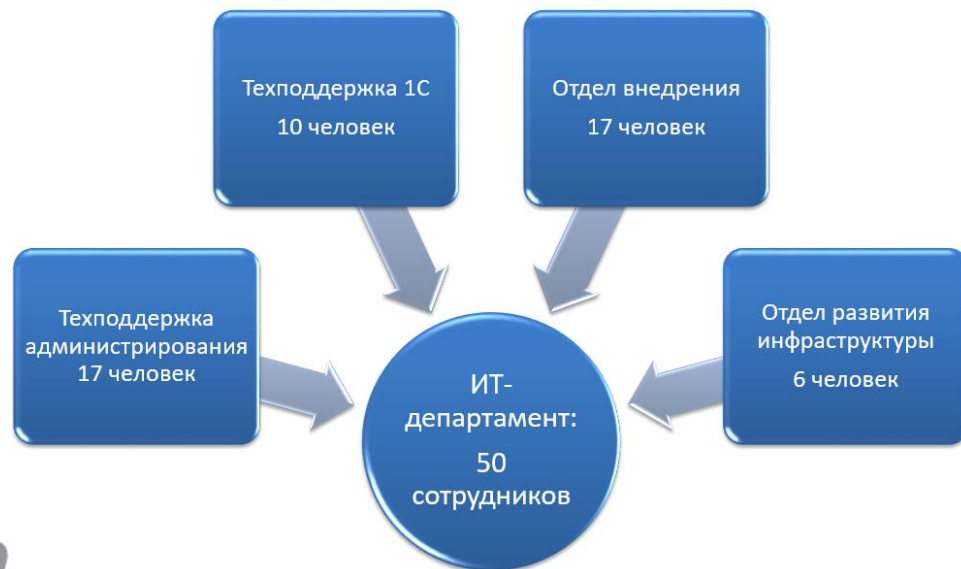 Техподдержка 1С
10 человек
Отдел внедрения
17 человек
Техподдержка
администрирования
17 человек
Отдел развития
инфраструктуры
6 человек
ИТ-
департамент:
50
сотрудников